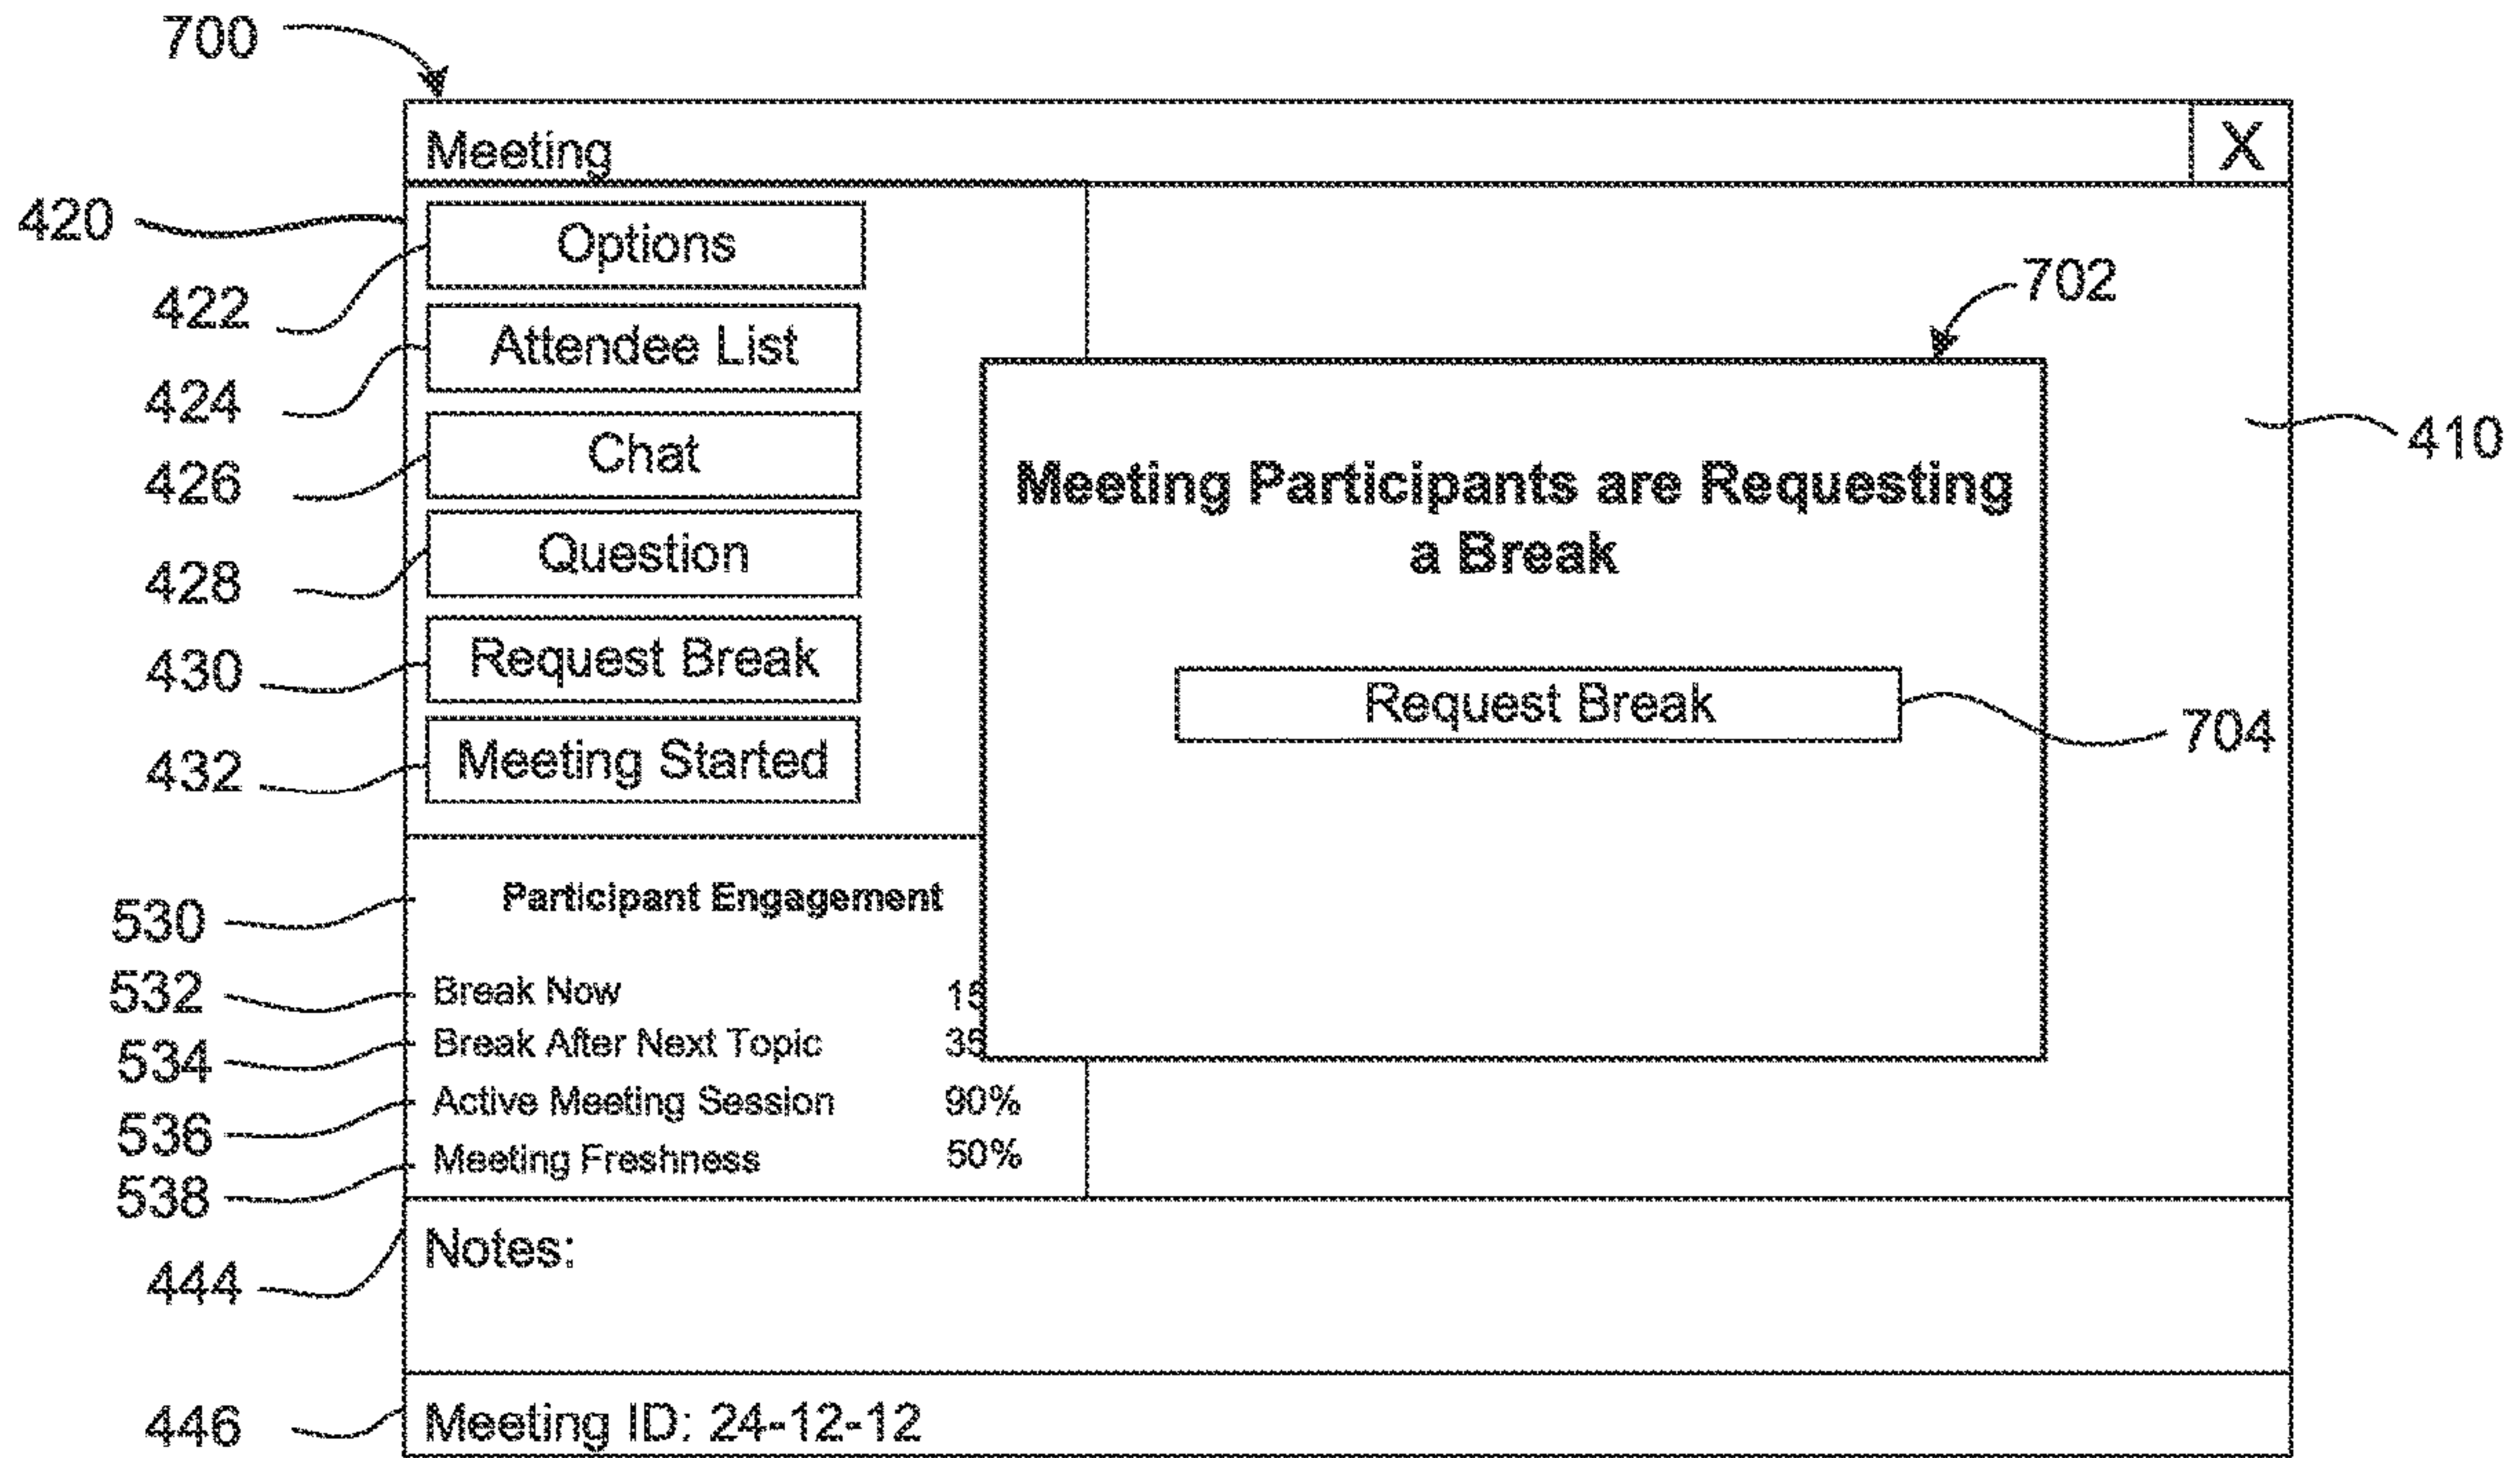 700
Meeting
X
420
Options
422
702
Attendee List
424
410
Chat
426
Meeting Participants are Requesting
a Break
Question
428
Request Break
430
Request Break
704
Meeting Started
432
Participant Engagement
530
532
Break Now
534
Break After Next Topic
536
Active Meeting Session 90%
538
Meeting Freshness 50%
444
Notes:
446
Meeting ID: 24-12-12